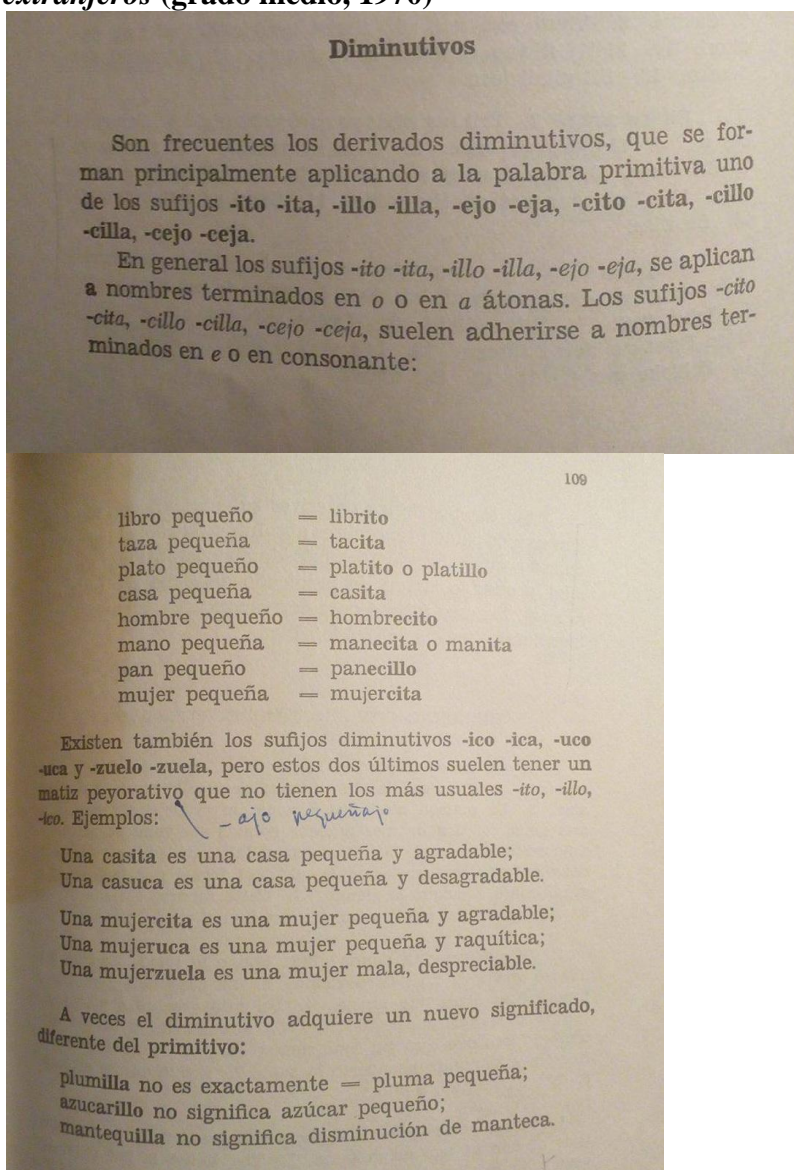 extranjeros (grado medio, 1970)
Diminutivos
Son frecuentes los derivados diminutivos, que se for-
man principalmente aplicando a la palabra primitiva uno
de los sufijos -ito -ita, -illo -illa, -ejo -eja, -cito -cita, -cillo
-cilla, -cejo -ceja.
En general los sufijos -ito -ita, -illo -illa, -ejo -eja, se aplican
a nombres terminados en o o en a átonas. Los sufijos -cito
-cita, -cillo -cilla, -cejo -ceja, suelen adherirse a nombres ter-
minados en e o en consonante:
109
libro pequeño = librito
taza pequeña = tacita
plato pequeño = platito o platillo
casa pequeña = casita
hombre pequeño = hombrecito
mano pequeña = manecita o manita
pan pequeño = panecillo
mujer pequeña = mujercita
Existen también los sufijos diminutivos -ico -ica, -uco
-uca y -zuelo -zuela, pero estos dos últimos suelen tener un
matiz peyorativo que no tienen los más usuales -ito, -illo,
-ico. Ejemplos:
- ajo pequeñajo
Una casita es una casa pequeña y agradable;
Una casuca es una casa pequeña y desagradable.
Una mujercita es una mujer pequeña y agradable;
Una mujeruca es una mujer pequeña y raquítica;
Una mujerzuela es una mujer mala, despreciable.
A veces el diminutivo adquiere un nuevo significado,
diferente del primitivo:
plumilla no es exactamente = pluma pequeña;
azucarillo no significa azúcar pequeño;
mantequilla no significa disminución de manteca.